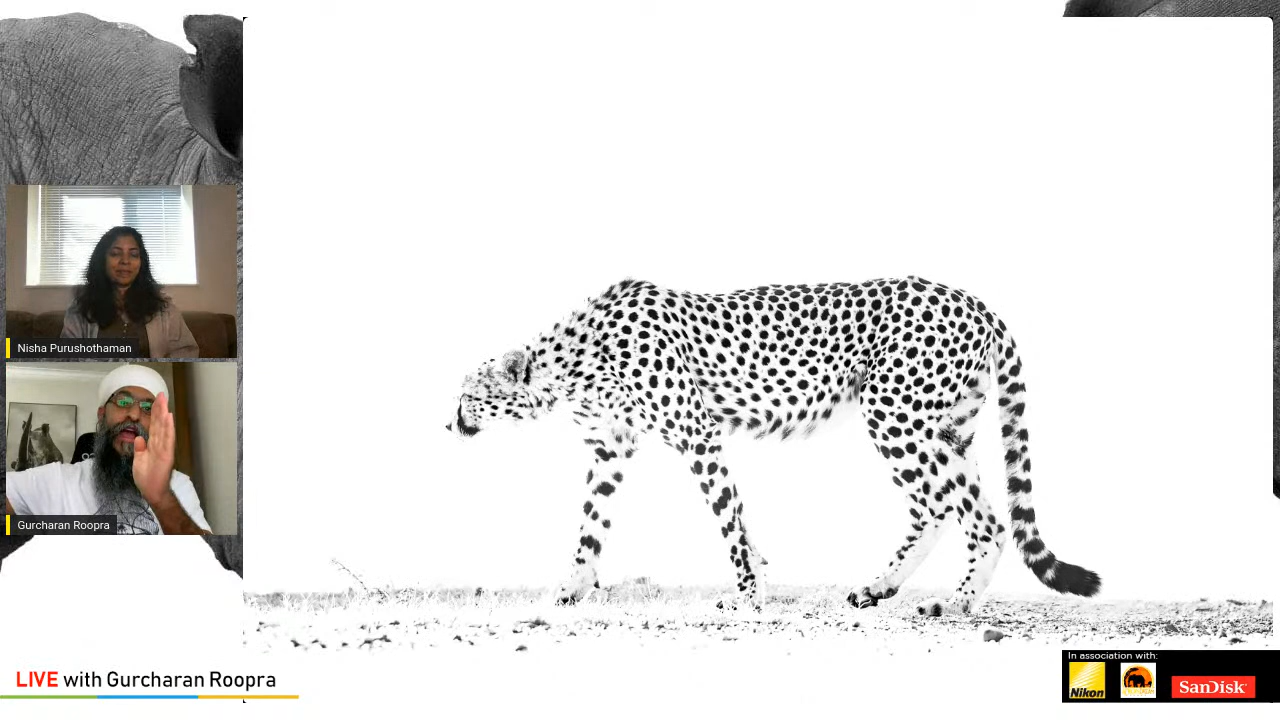 Nisha Purushothaman
Gurcharan Roopra
LIVE with Gurcharan Roopra
In association with:
Nikon
SanDisk